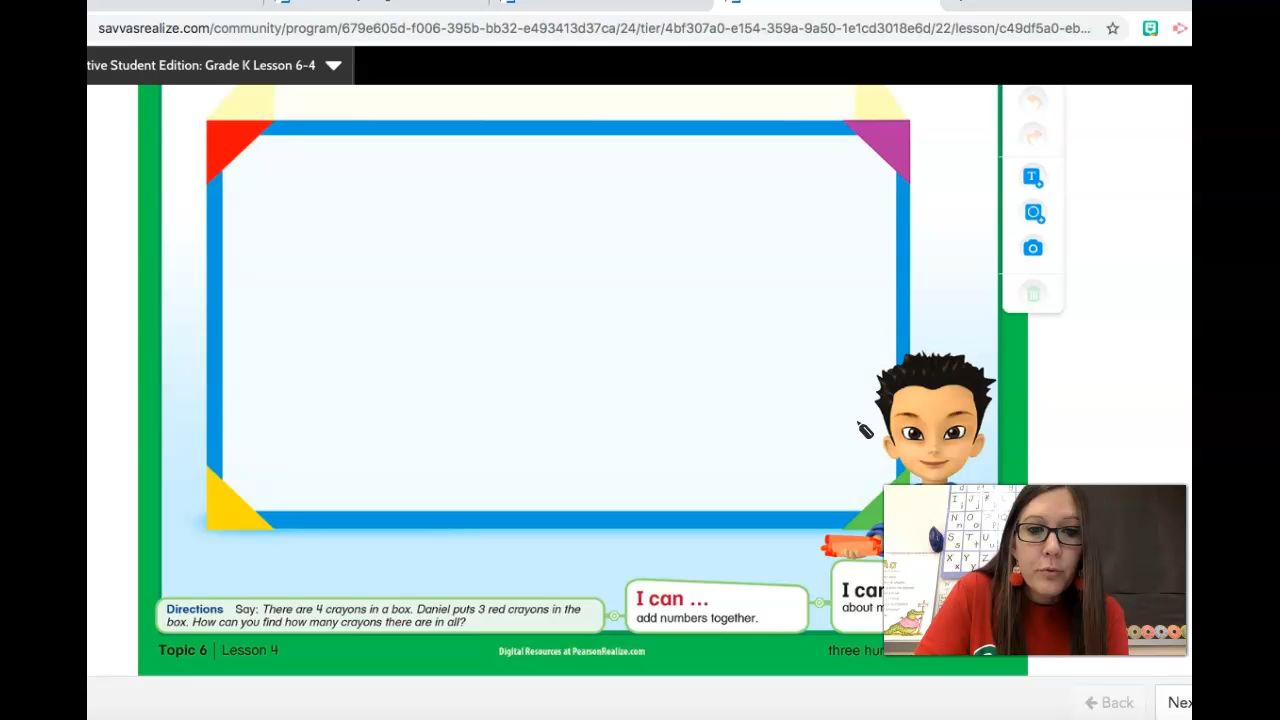 savvasrealize.com/community/program/679e605d-f006-395b-bb32-e493413d37ca/24/tier/4bf307a0-e154-359a-9a50-1e1cd3018e6d/22/lesson/c49df5a0-eb...
tive Student Edition: Grade K Lesson 6-4
T
Directions Say: There are 4 crayons in a box. Daniel puts 3 red crayons in the
box. How can you find how many crayons there are in all?
I can ...
add numbers together.
I can
about m
Topic 6 | Lesson 4
Digital Resources at PearsonRealize.com
three hu
Back
Nex